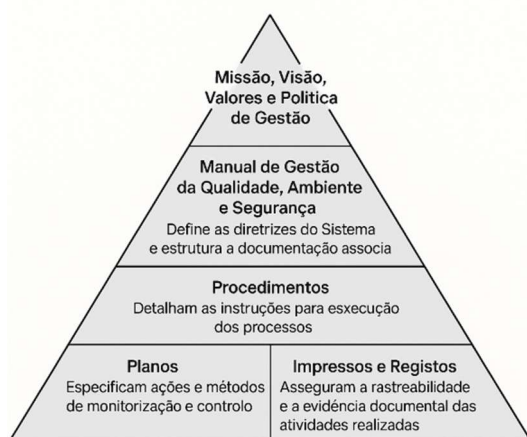 Missão, Visão,
Valores e Politica
de Gestão
Manual de Gestão
da Qualidade, Ambiente
e Segurança
Define as diretrizes do Sistema
e estrutura a documentação associa
Procedimentos
Detalham as instruções para esxecução
dos processos
Planos
Especificam ações e métodos
de monitorização e controlo
Impressos e Registos
Asseguram a rastreabilidade
e a evidéncia documental das
atividades realizadas